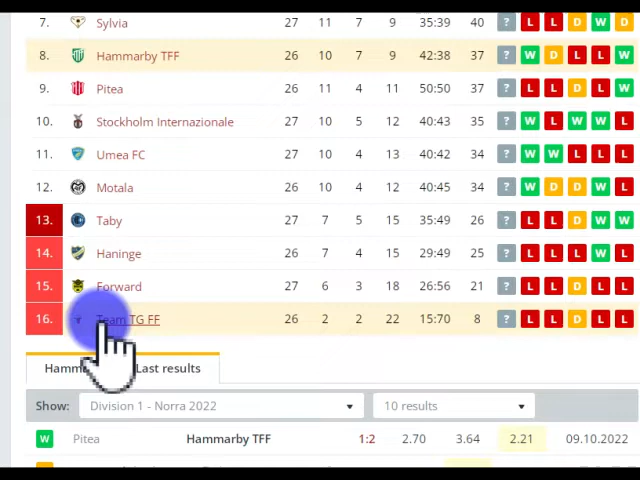 7. Sylvia 27 11 7 9 35:39 40 ? L L D W D
8. Hammarby TFF 26 10 7 9 42:38 37 ? W D L L W
9. Pitea 26 11 4 11 50:50 37 ? L L D L W
10. Stockholm Internazionale 27 10 5 12 40:43 35 ? W L W W L
11. Umea FC 27 10 4 13 40:42 34 ? W W L L L
12. Motala 26 10 4 12 40:45 34 ? W D D W L
13. Taby 27 7 5 15 35:49 26 ? L L D W W
14. Haninge 26 7 4 15 29:49 25 ? L L L W L
15. Forward 27 6 3 18 26:56 21 ? L L D L L
16. Team TG FF 26 2 2 22 15:70 8 ? L L D L L
Hamm Last results
Show: Division 1 - Norra 2022 10 results
W Pitea Hammarby TFF 1:2 2.70 3.64 2.21 09.10.2022